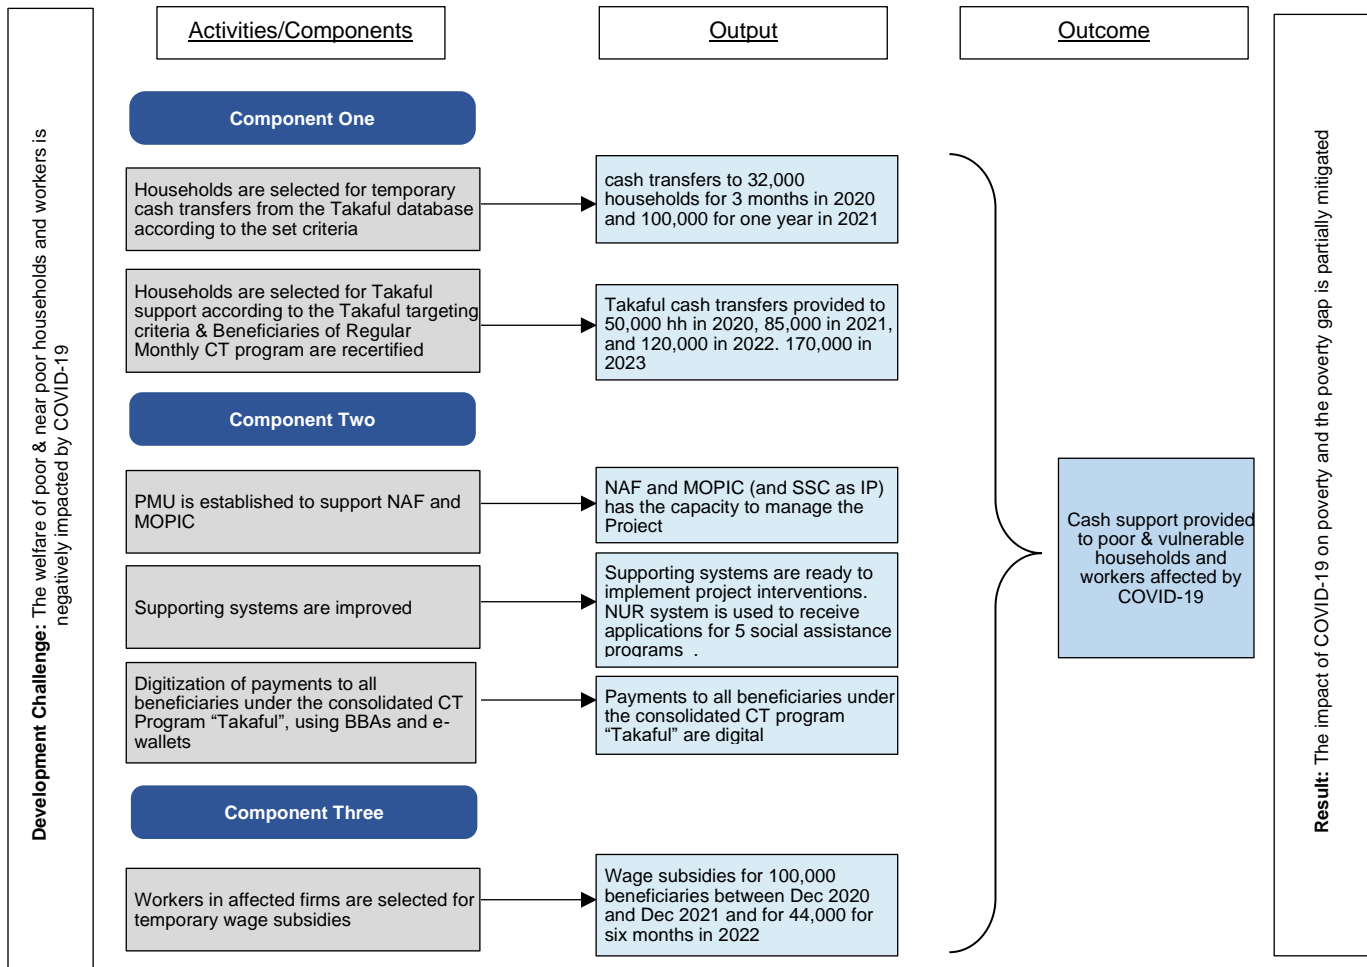 Activities/Components
Output
Outcome
Development Challenge: The welfare of poor & near poor households and workers is
negatively impacted by COVID-19
Component One
Households are selected for temporary
cash transfers from the Takaful database
according to the set criteria
cash transfers to 32,000
households for 3 months in 2020
and 100,000 for one year in 2021
Households are selected for Takaful
support according to the Takaful targeting
criteria & Beneficiaries of Regular
Monthly CT program are recertified
Takaful cash transfers provided to
50,000 hh in 2020, 85,000 in 2021,
and 120,000 in 2022. 170,000 in
2023
Component Two
PMU is established to support NAF and
MOPIC
NAF and MOPIC (and SSC as IP)
has the capacity to manage the
Project
Supporting systems are improved
Supporting systems are ready to
implement project interventions.
NUR system is used to receive
applications for 5 social assistance
programs .
Digitization of payments to all
beneficiaries under the consolidated CT
Program “Takaful”, using BBAs and e-
wallets
Payments to all beneficiaries under
the consolidated CT program
“Takaful” are digital
Component Three
Workers in affected firms are selected for
temporary wage subsidies
Wage subsidies for 100,000
beneficiaries between Dec 2020
and Dec 2021 and for 44,000 for
six months in 2022
Cash support provided
to poor & vulnerable
households and
workers affected by
COVID-19
Result: The impact of COVID-19 on poverty and the poverty gap is partially mitigated